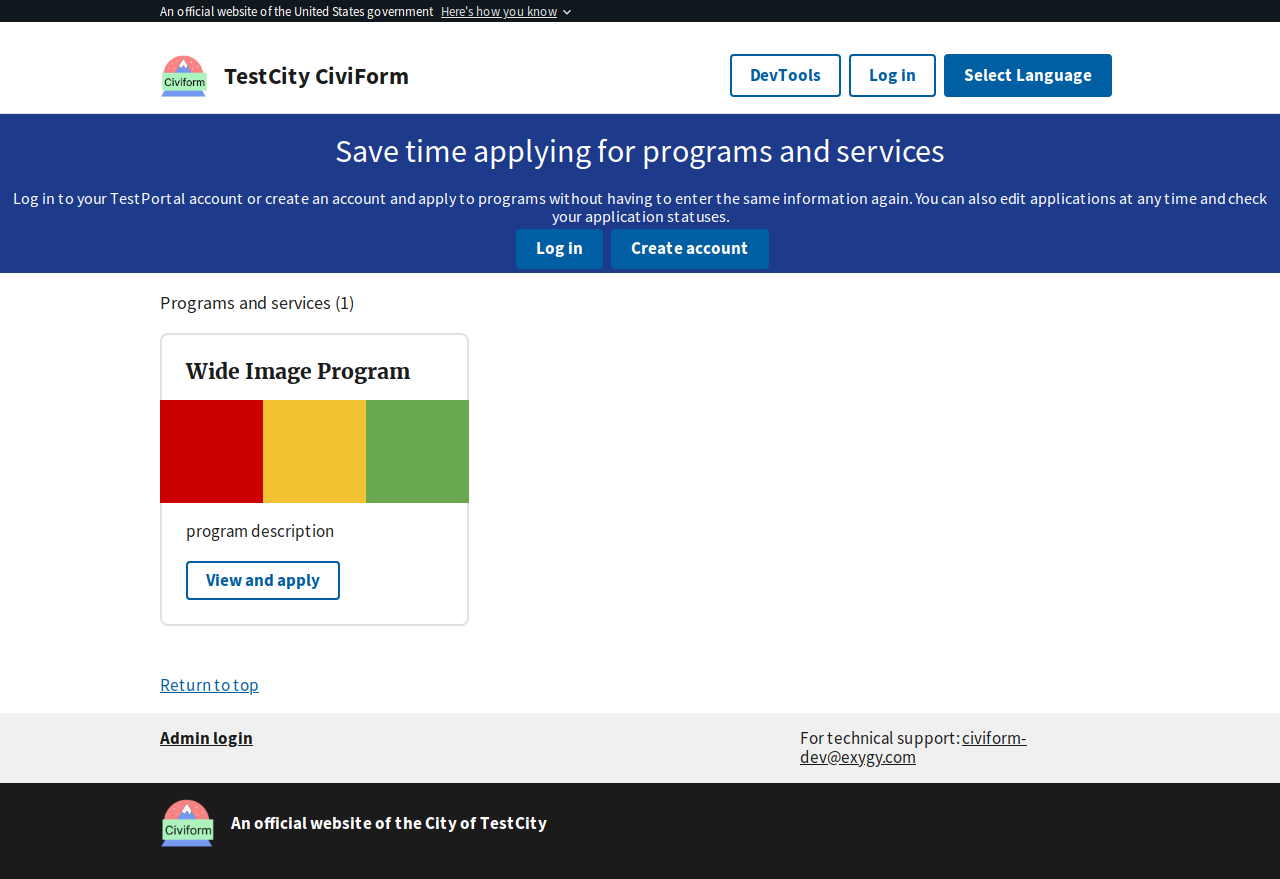 An official website of the United States government Here's how you know
Civiform
TestCity CiviForm
DevTools
Log in
Select Language
Save time applying for programs and services
Log in to your TestPortal account or create an account and apply to programs without having to enter the same information again. You can also edit applications at any time and check
your application statuses.
Log in
Create account
Programs and services (1)
Wide Image Program
program description
View and apply
Return to top
Admin login
For technical support: civiform-
dev@exygy.com
Civiform
An official website of the City of TestCity